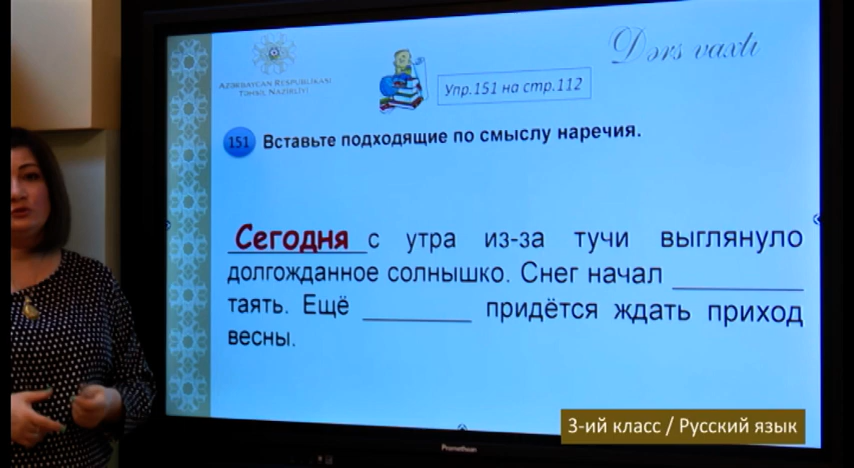 Dərs vaxtı
AZƏRBAYCAN RESPUBLİKASI
TƏHSİL NAZİRLİYİ
Упр.151 на стр.112
151 Вставьте подходящие по смыслу наречия.
Сегодня с утра из-за тучи выглянуло
долгожданное солнышко. Снег начал ________
таять. Ещё ________ придётся ждать приход
весны.
3-ий класс / Русский язык
Promethean